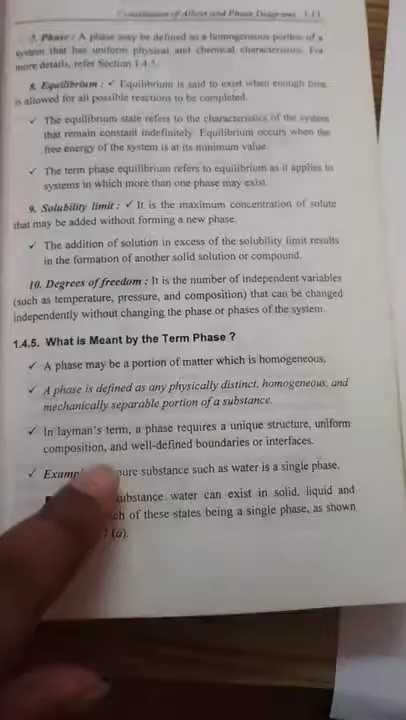 Constitution of Alloys and Phase Diagrams 1.13
7. Phase : A phase may be defined as a homogeneous portion of a
system that has uniform physical and chemical characteristics. For
more details, refer Section 1.4.5.
8. Equilibrium : ✓ Equilibrium is said to exist when enough time
is allowed for all possible reactions to be completed.
✓ The equilibrium state refers to the characteristics of the system
that remain constant indefinitely. Equilibrium occurs when the
free energy of the system is at its minimum value.
✓ The term phase equilibrium refers to equilibrium as it applies to
systems in which more than one phase may exist.
9. Solubility limit : ✓ It is the maximum concentration of solute
that may be added without forming a new phase.
✓ The addition of solution in excess of the solubility limit results
in the formation of another solid solution or compound.
10. Degrees of freedom : It is the number of independent variables
(such as temperature, pressure, and composition) that can be changed
independently without changing the phase or phases of the system.
1.4.5. What is Meant by the Term Phase ?
✓ A phase may be a portion of matter which is homogeneous.
✓ A phase is defined as any physically distinct, homogeneous, and
mechanically separable portion of a substance.
✓ In layman's term, a phase requires a unique structure, uniform
composition, and well-defined boundaries or interfaces.
✓ Examp pure substance such as water is a single phase.
substance water can exist in solid, liquid and
ch of these states being a single phase, as shown
(a).